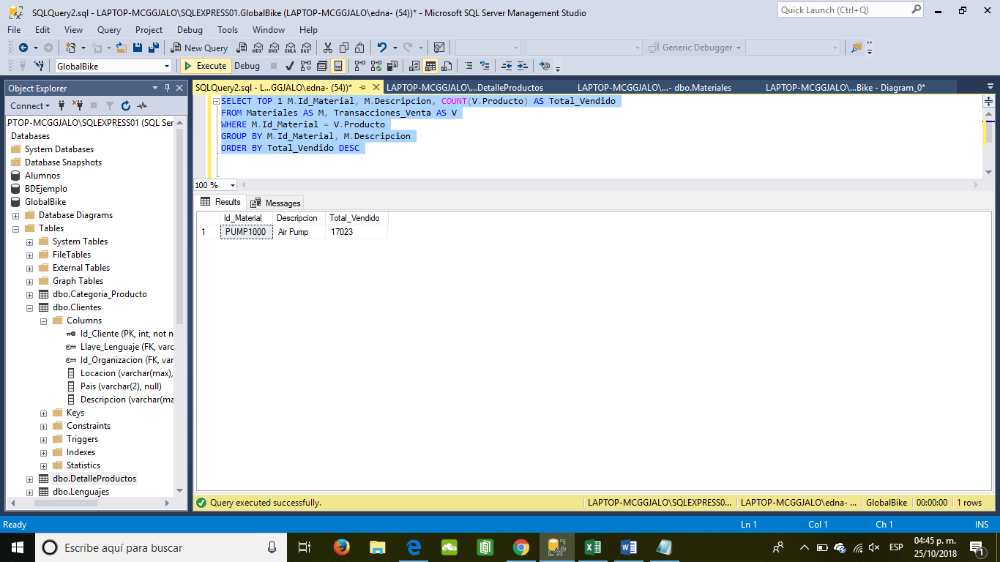 SQLQuery2.sql - LAPTOP-MCGGJALO\SQLEXPRESS01.GlobalBike (LAPTOP-MCGGJALO\edna- (54))* - Microsoft SQL Server Management Studio
Quick Launch (Ctrl+Q)
File Edit View Query Project Debug Tools Window Help
New Query MDX DMX XMLA DAX Generic Debugger
GlobalBike Execute Debug
Object Explorer
Connect
.PTOP-MCGGJALO\SQLEXPRESS01 (SQL Ser
Databases
System Databases
Database Snapshots
Alumnos
BDEjemplo
GlobalBike
Database Diagrams
Tables
System Tables
FileTables
External Tables
Graph Tables
dbo.Categoria_Producto
dbo.Clientes
Columns
Id_Cliente (PK, int, not n
Llave_Lenguaje (FK, varc
Id_Organizacion (FK, var
Locacion (varchar(max),
Pais (varchar(2), null)
Descripcion (varchar(ma
Keys
Constraints
Triggers
Indexes
Statistics
dbo.DetalleProductos
dbo.Lenguajes
SQLQuery2.sql - L...GGJALO\edna- (54))* LAPTOP-MCGGJALO\...DetalleProductos LAPTOP-MCGGJALO\...- dbo.Materiales LAPTOP-MCGGJALO\...Bike - Diagram_0*
SELECT TOP 1 M.Id_Material, M.Descripcion, COUNT(V.Producto) AS Total_Vendido
FROM Materiales AS M, Transacciones_Venta AS V
WHERE M.Id_Material = V.Producto
GROUP BY M.Id_Material, M.Descripcion
ORDER BY Total_Vendido DESC
100 %
Results Messages
Id_Material Descripcion Total_Vendido
1 PUMP1000 Air Pump 17023
Query executed successfully. LAPTOP-MCGGJALO\SQLEXPRESS0... LAPTOP-MCGGJALO\edna- ... GlobalBike 00:00:00 1 rows
Ready Ln 1 Col 1 Ch 1 INS
Escribe aquí para buscar
ESP
04:45 p. m.
25/10/2018
1